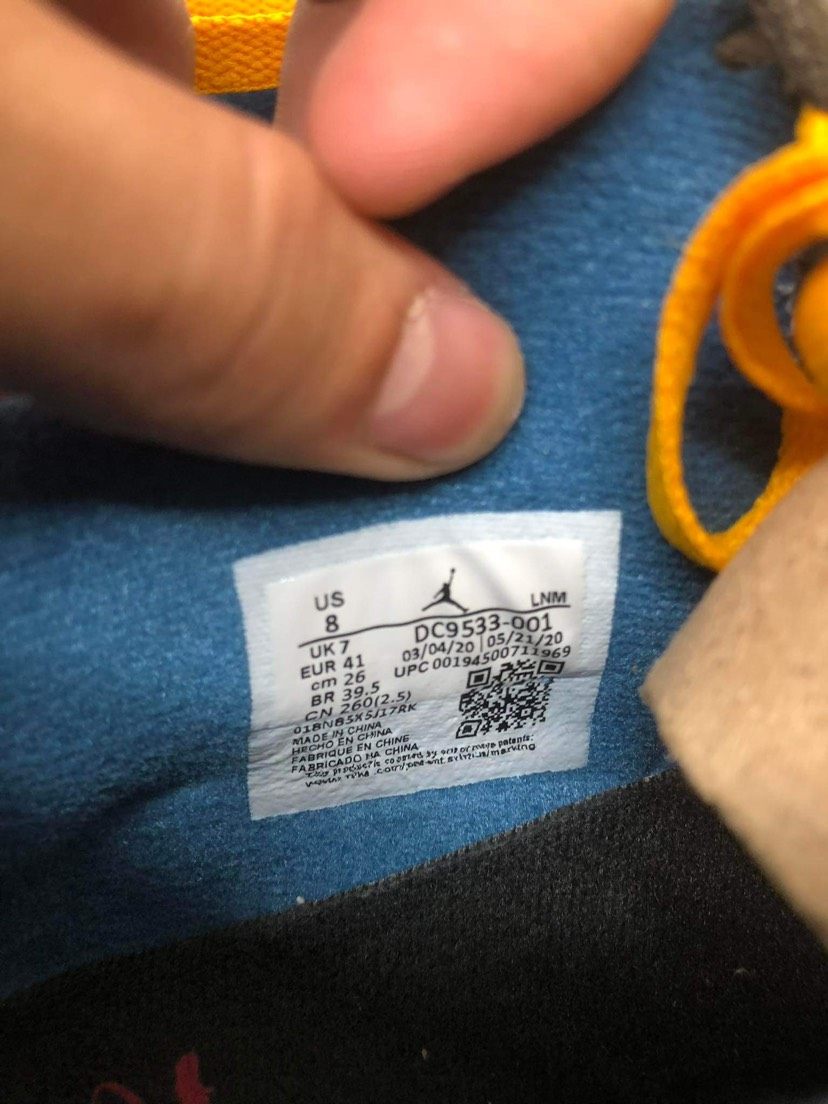 US
8
LNM
UK 7
DC9533-001
EUR 41
03/04/20 05/21/20
cm 26
UPC 00194500711969
BR 39.5
CN 260(2.5)
018N85X5J17RK
MADE IN CHINA
HECHO EN CHINA
FABRIQUE EN CHINE
FABRICADO NA CHINA